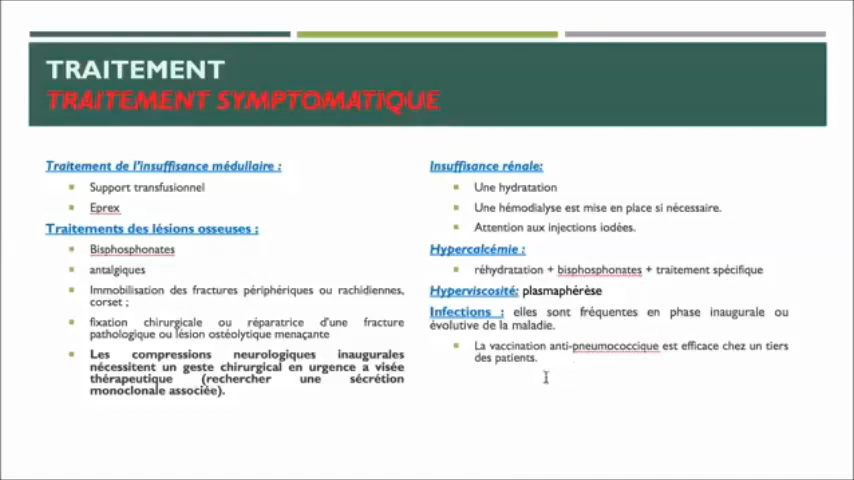 TRAITEMENT
TRAITEMENT SYMPTOMATIQUE
Traitement de l'insuffisance médullaire :
Support transfusionnel
Eprex
Traitements des lésions osseuses :
Bisphosphonates
antalgiques
Immobilisation des fractures périphériques ou rachidiennes,
corset ;
fixation chirurgicale ou réparatrice d'une fracture
pathologique ou lésion ostéolytique menaçante
Les compressions neurologiques inaugurales
nécessitent un geste chirurgical en urgence a visée
thérapeutique (rechercher une sécrétion
monoclonale associée).
Insuffisance rénale:
Une hydratation
Une hémodialyse est mise en place si nécessaire.
Attention aux injections iodées.
Hypercalcémie :
réhydratation + bisphosphonates + traitement spécifique
Hyperviscosité: plasmaphérèse
Infections : elles sont fréquentes en phase inaugurale ou
évolutive de la maladie.
La vaccination anti-pneumococcique est efficace chez un tiers
des patients.